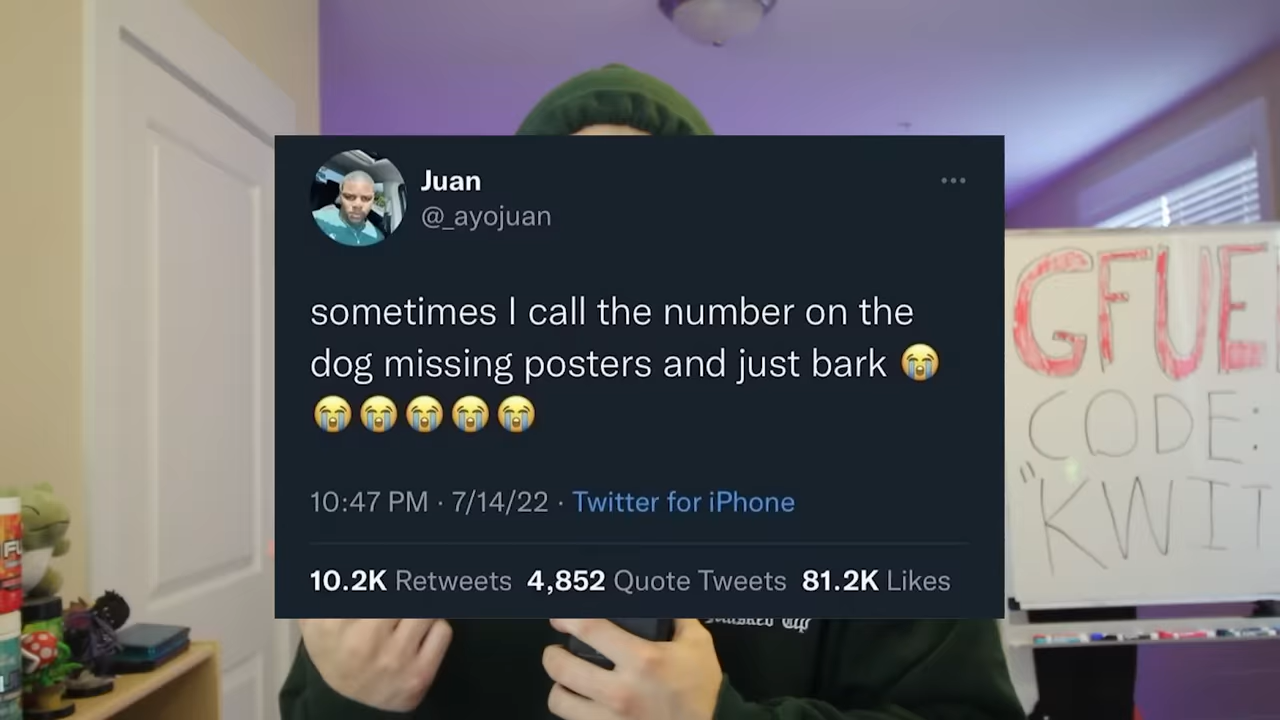 Juan
@_ayojuan
sometimes I call the number on the
dog missing posters and just bark 😭
😭😭😭😭😭
10:47 PM · 7/14/22 · Twitter for iPhone
10.2K Retweets 4,852 Quote Tweets 81.2K Likes
GFUE
CODE:
"KWIT